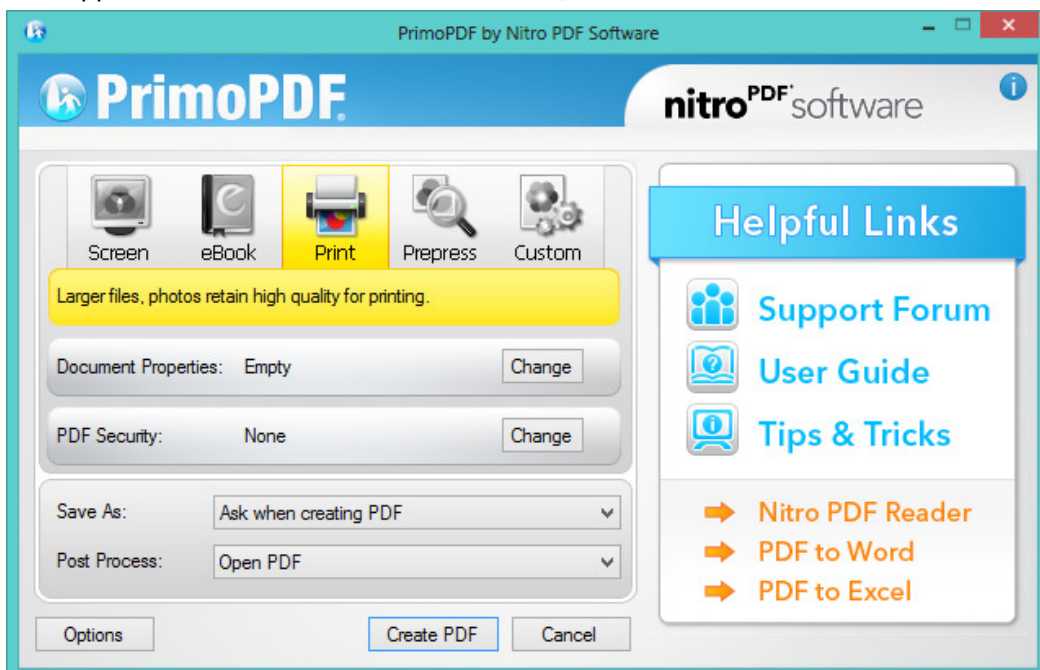 PrimoPDF by Nitro PDF Software
PrimoPDF.
nitroPDF software
Screen eBook Print Prepress Custom
Larger files, photos retain high quality for printing.
Document Properties: Empty Change
PDF Security: None Change
Save As: Ask when creating PDF
Post Process: Open PDF
Options Create PDF Cancel
Helpful Links
Support Forum
User Guide
Tips & Tricks
Nitro PDF Reader
PDF to Word
PDF to Excel